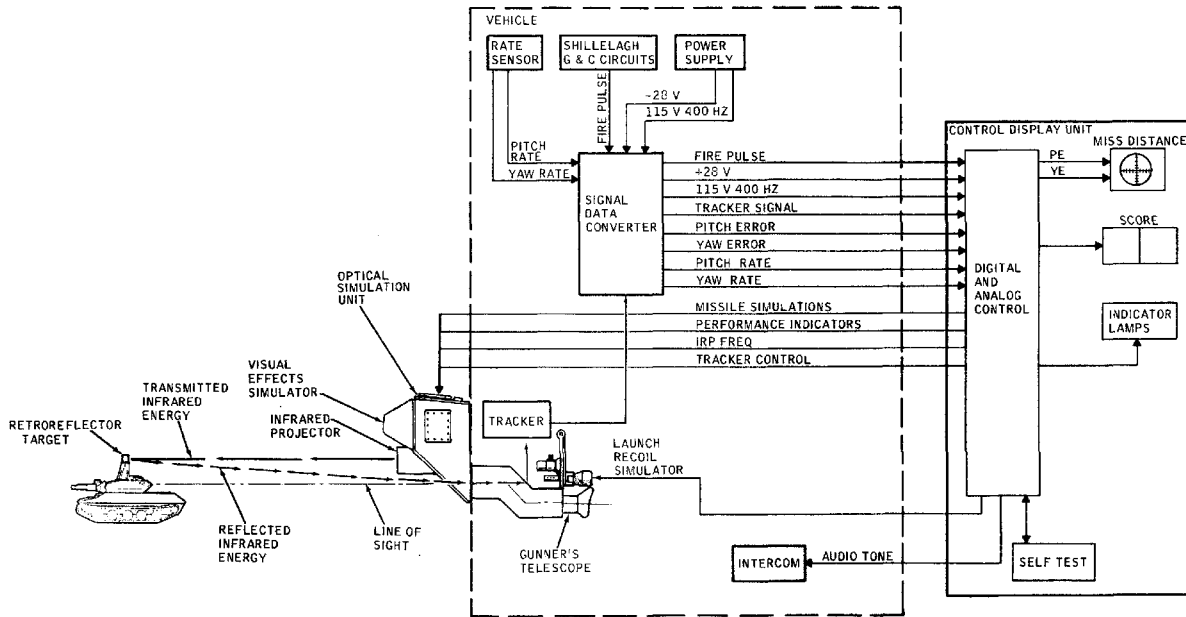 VEHICLE
RATE
SENSOR
SHILLELAGH
G & C CIRCUITS
POWER
SUPPLY
FIRE PULSE
+28 V
115 V 400 HZ
PITCH
RATE
YAW RATE
SIGNAL
DATA
CONVERTER
FIRE PULSE
+28 V
115 V 400 HZ
TRACKER SIGNAL
PITCH ERROR
YAW ERROR
PITCH RATE
YAW RATE
MISSILE SIMULATIONS
PERFORMANCE INDICATORS
IRP FREQ
TRACKER CONTROL
CONTROL DISPLAY UNIT
MISS DISTANCE
PE
YE
SCORE
DIGITAL
AND
ANALOG
CONTROL
INDICATOR
LAMPS
OPTICAL
SIMULATION
UNIT
VISUAL
EFFECTS
SIMULATOR
TRANSMITTED
INFRARED
ENERGY
INFRARED
PROJECTOR
RETROREFLECTOR
TARGET
TRACKER
LAUNCH
RECOIL
SIMULATOR
REFLECTED
INFRARED
ENERGY
LINE OF
SIGHT
GUNNER'S
TELESCOPE
INTERCOM
AUDIO TONE
SELF TEST